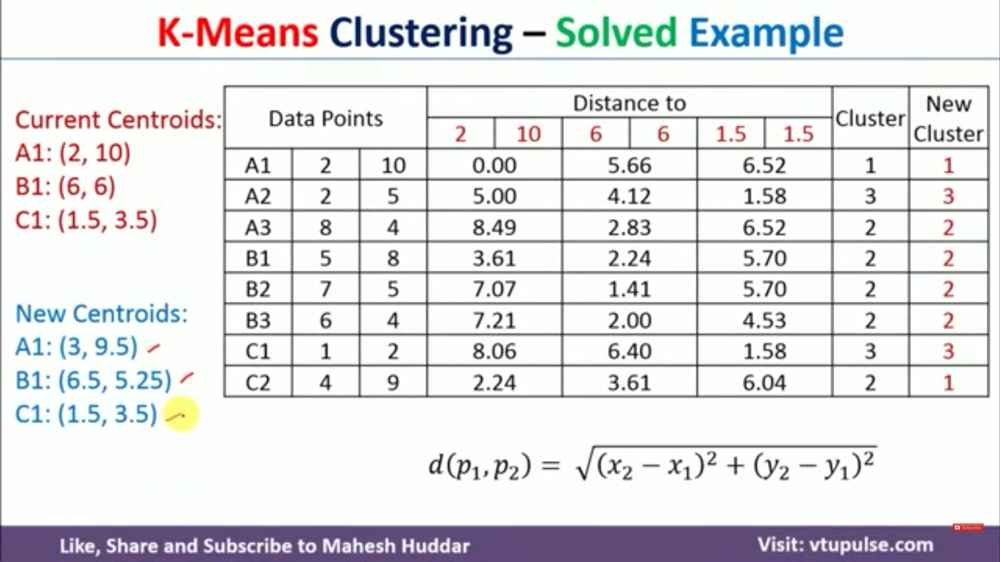 K-Means Clustering – Solved Example
Current Centroids:
A1: (2, 10)
B1: (6, 6)
C1: (1.5, 3.5)
New Centroids:
A1: (3, 9.5)
B1: (6.5, 5.25)
C1: (1.5, 3.5)
Data Points Distance to Cluster New Cluster
2 10 6 6 1.5 1.5
A1 2 10 0.00 5.66 6.52 1 1
A2 2 5 5.00 4.12 1.58 3 3
A3 8 4 8.49 2.83 6.52 2 2
B1 5 8 3.61 2.24 5.70 2 2
B2 7 5 7.07 1.41 5.70 2 2
B3 6 4 7.21 2.00 4.53 2 2
C1 1 2 8.06 6.40 1.58 3 3
C2 4 9 2.24 3.61 6.04 2 1
d(p₁, p₂) = √(x₂ − x₁)² + (y₂ − y₁)²
Subscribe
Like, Share and Subscribe to Mahesh Huddar
Visit: vtupulse.com